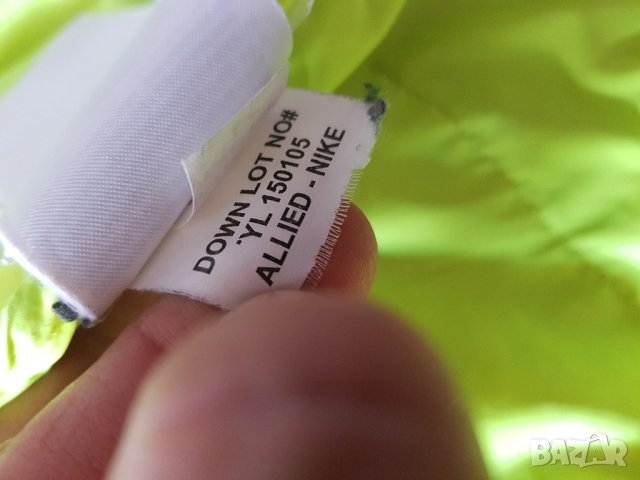 DOWN LOT NO#
YL 150105
ALLIED - NIKE
BAZAR